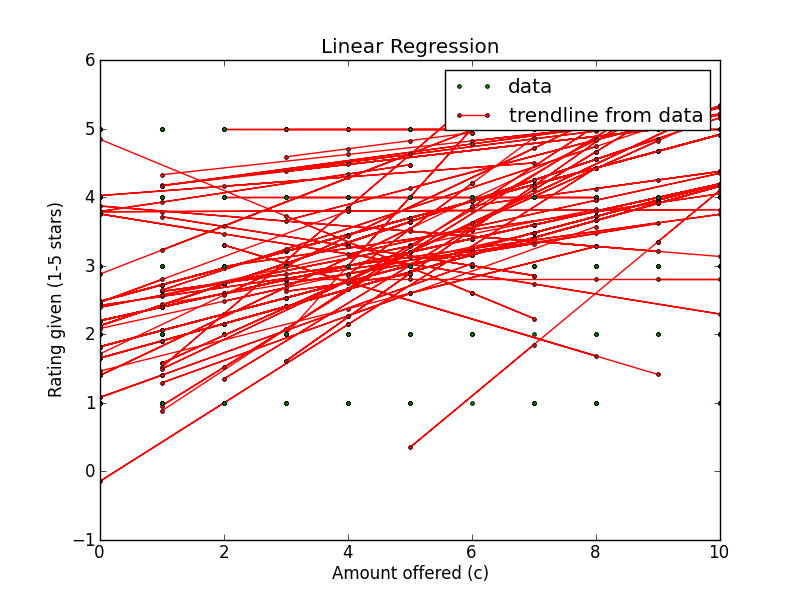 Linear Regression
data
trendline from data
6
5
4
3
2
1
0
−1
Rating given (1-5 stars)
0 2 4 6 8 10
Amount offered (c)